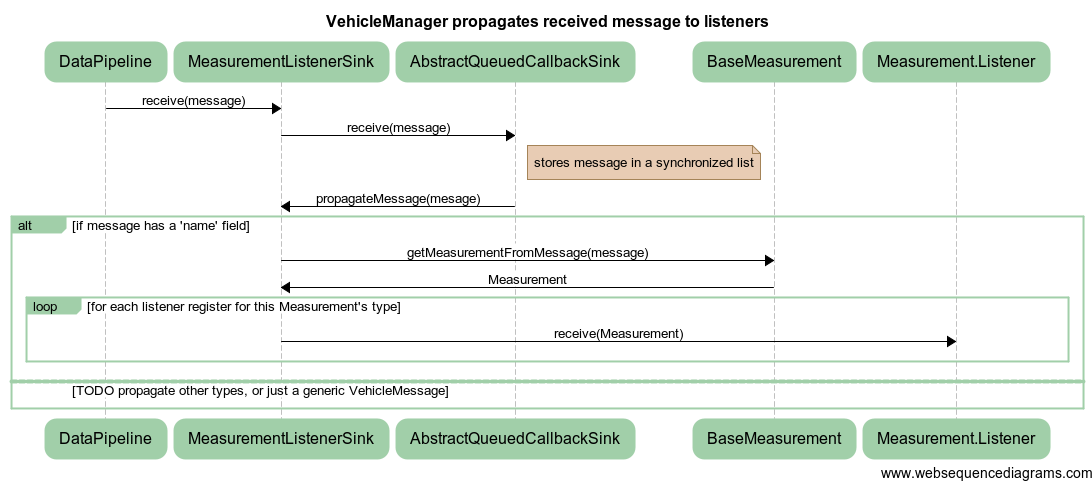 VehicleManager propagates received message to listeners
DataPipeline
MeasurementListenerSink
AbstractQueuedCallbackSink
BaseMeasurement
Measurement.Listener
receive(message)
receive(message)
stores message in a synchronized list
propagateMessage(mesage)
alt
[if message has a 'name' field]
getMeasurementFromMessage(message)
Measurement
loop
[for each listener register for this Measurement's type]
receive(Measurement)
[TODO propagate other types, or just a generic VehicleMessage]
DataPipeline
MeasurementListenerSink
AbstractQueuedCallbackSink
BaseMeasurement
Measurement.Listener
www.websequencediagrams.com